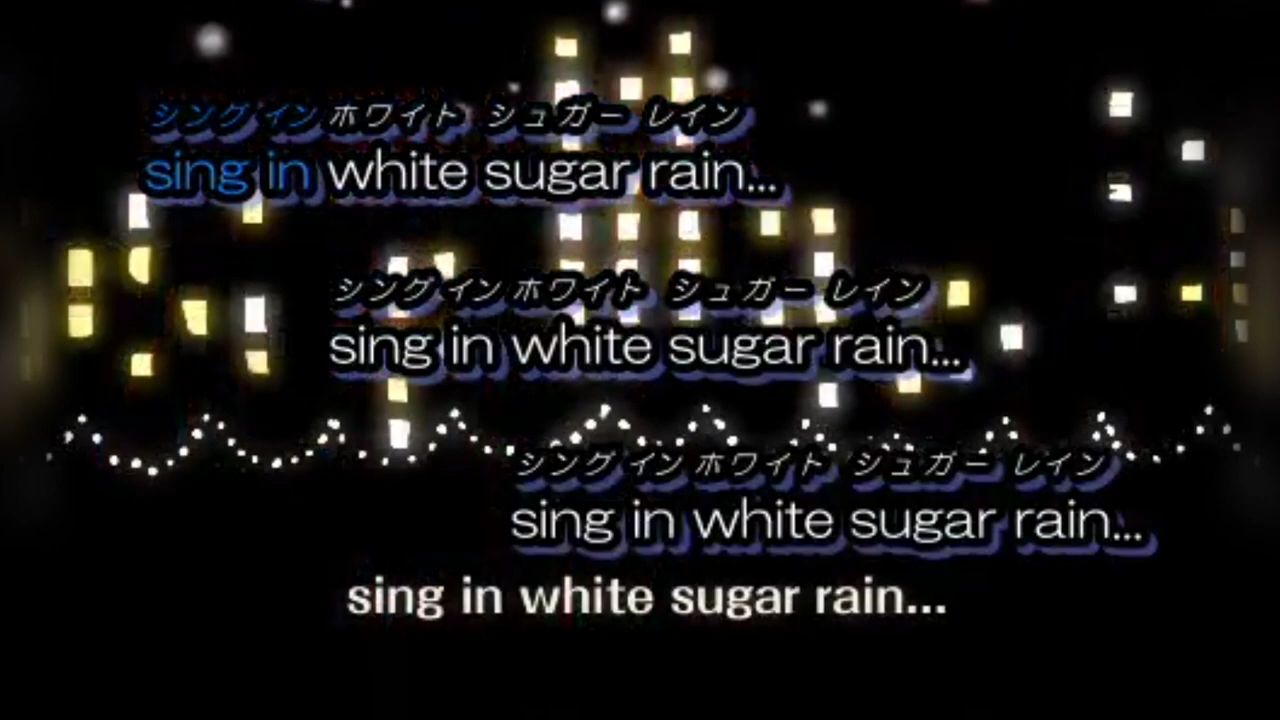 シング イン ホワイト シュガー レイン
sing in white sugar rain...
シング イン ホワイト シュガー レイン
sing in white sugar rain...
シング イン ホワイト シュガー レイン
sing in white sugar rain...
sing in white sugar rain...